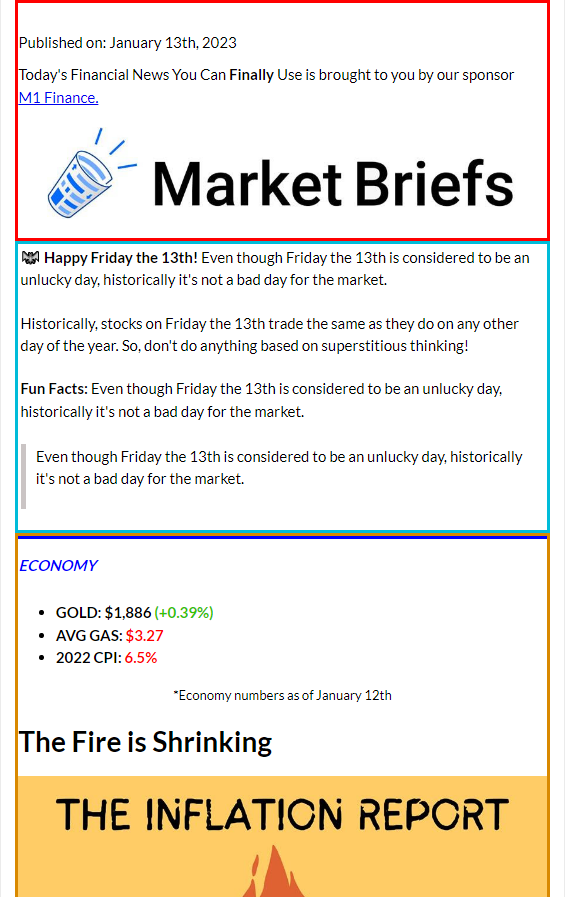 Published on: January 13th, 2023
Today's Financial News You Can Finally Use is brought to you by our sponsor
M1 Finance.
Market Briefs
Happy Friday the 13th! Even though Friday the 13th is considered to be an
unlucky day, historically it's not a bad day for the market.
Historically, stocks on Friday the 13th trade the same as they do on any other
day of the year. So, don't do anything based on superstitious thinking!
Fun Facts: Even though Friday the 13th is considered to be an unlucky day,
historically it's not a bad day for the market.
Even though Friday the 13th is considered to be an unlucky day, historically
it's not a bad day for the market.
ECONOMY
• GOLD: $1,886 (+0.39%)
• AVG GAS: $3.27
• 2022 CPI: 6.5%
*Economy numbers as of January 12th
The Fire is Shrinking
THE INFLATION REPORT